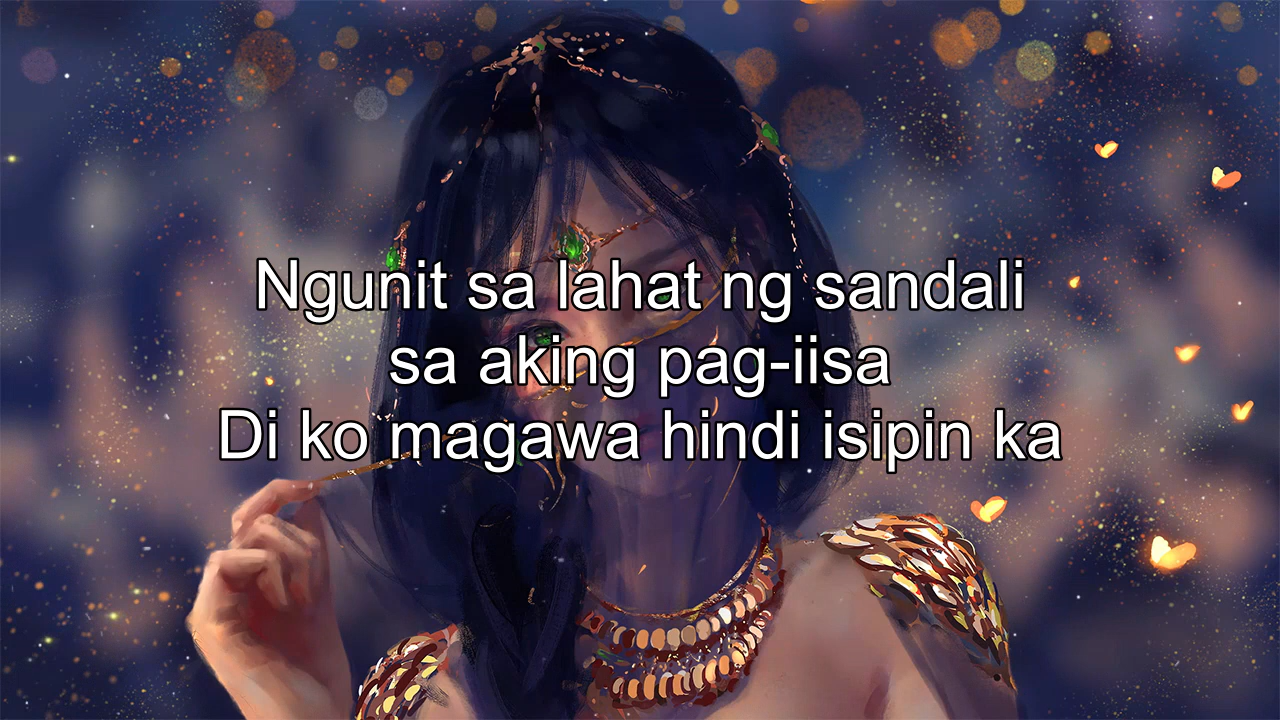 Ngunit sa lahat ng sandali
sa aking pag-iisa
Di ko magawa hindi isipin ka